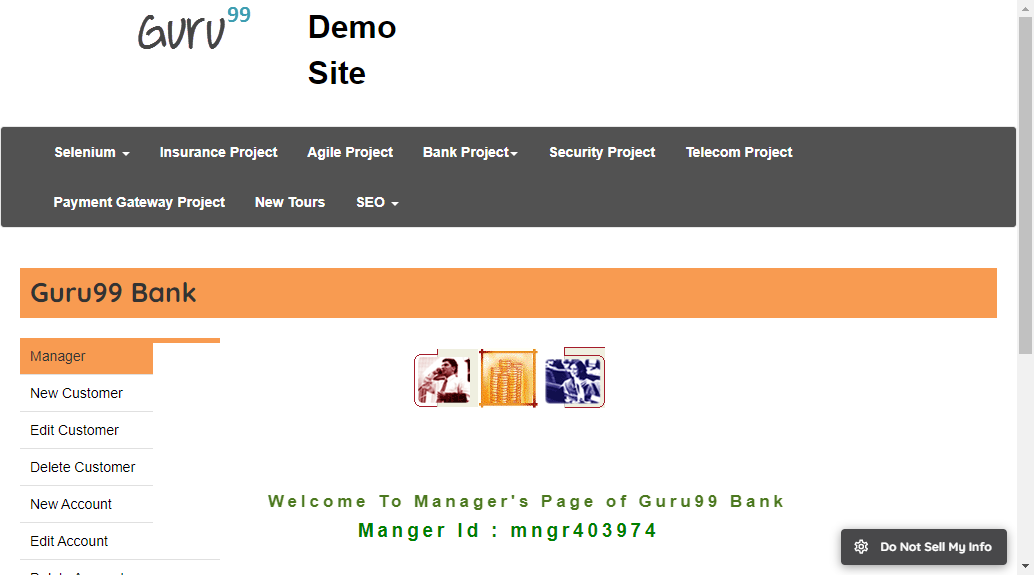 Guru99
Demo
Site
Selenium
Insurance Project
Agile Project
Bank Project
Security Project
Telecom Project
Payment Gateway Project
New Tours
SEO
Guru99 Bank
Manager
New Customer
Edit Customer
Delete Customer
New Account
Edit Account
Welcome To Manager's Page of Guru99 Bank
Manger Id : mngr403974
Do Not Sell My Info